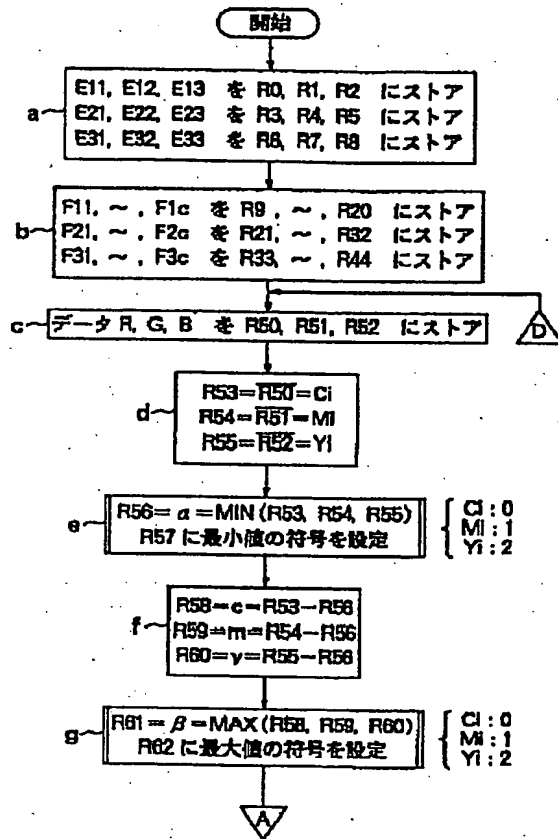 開始
a
E11, E12, E13 を R0, R1, R2 にストア
E21, E22, E23 を R3, R4, R5 にストア
E31, E32, E33 を R6, R7, R8 にストア
b
F11, ~, F1c を R9, ~, R20 にストア
F21, ~, F2c を R21, ~, R32 にストア
F31, ~, F3c を R33, ~, R44 にストア
D
c
データ R, G, B を R50, R51, R52 にストア
d
R53=R̅5̅0̅=Ci
R54=R̅5̅1̅=Mi
R55=R̅5̅2̅=Yi
e
R56=α=MIN(R53, R54, R55)
R57 に最小値の符号を設定
Ci:0
Mi:1
Yi:2
f
R58=c=R53-R56
R59=m=R54-R56
R60=y=R55-R56
g
R61=β=MAX(R58, R59, R60)
R62 に最大値の符号を設定
Ci:0
Mi:1
Yi:2
A